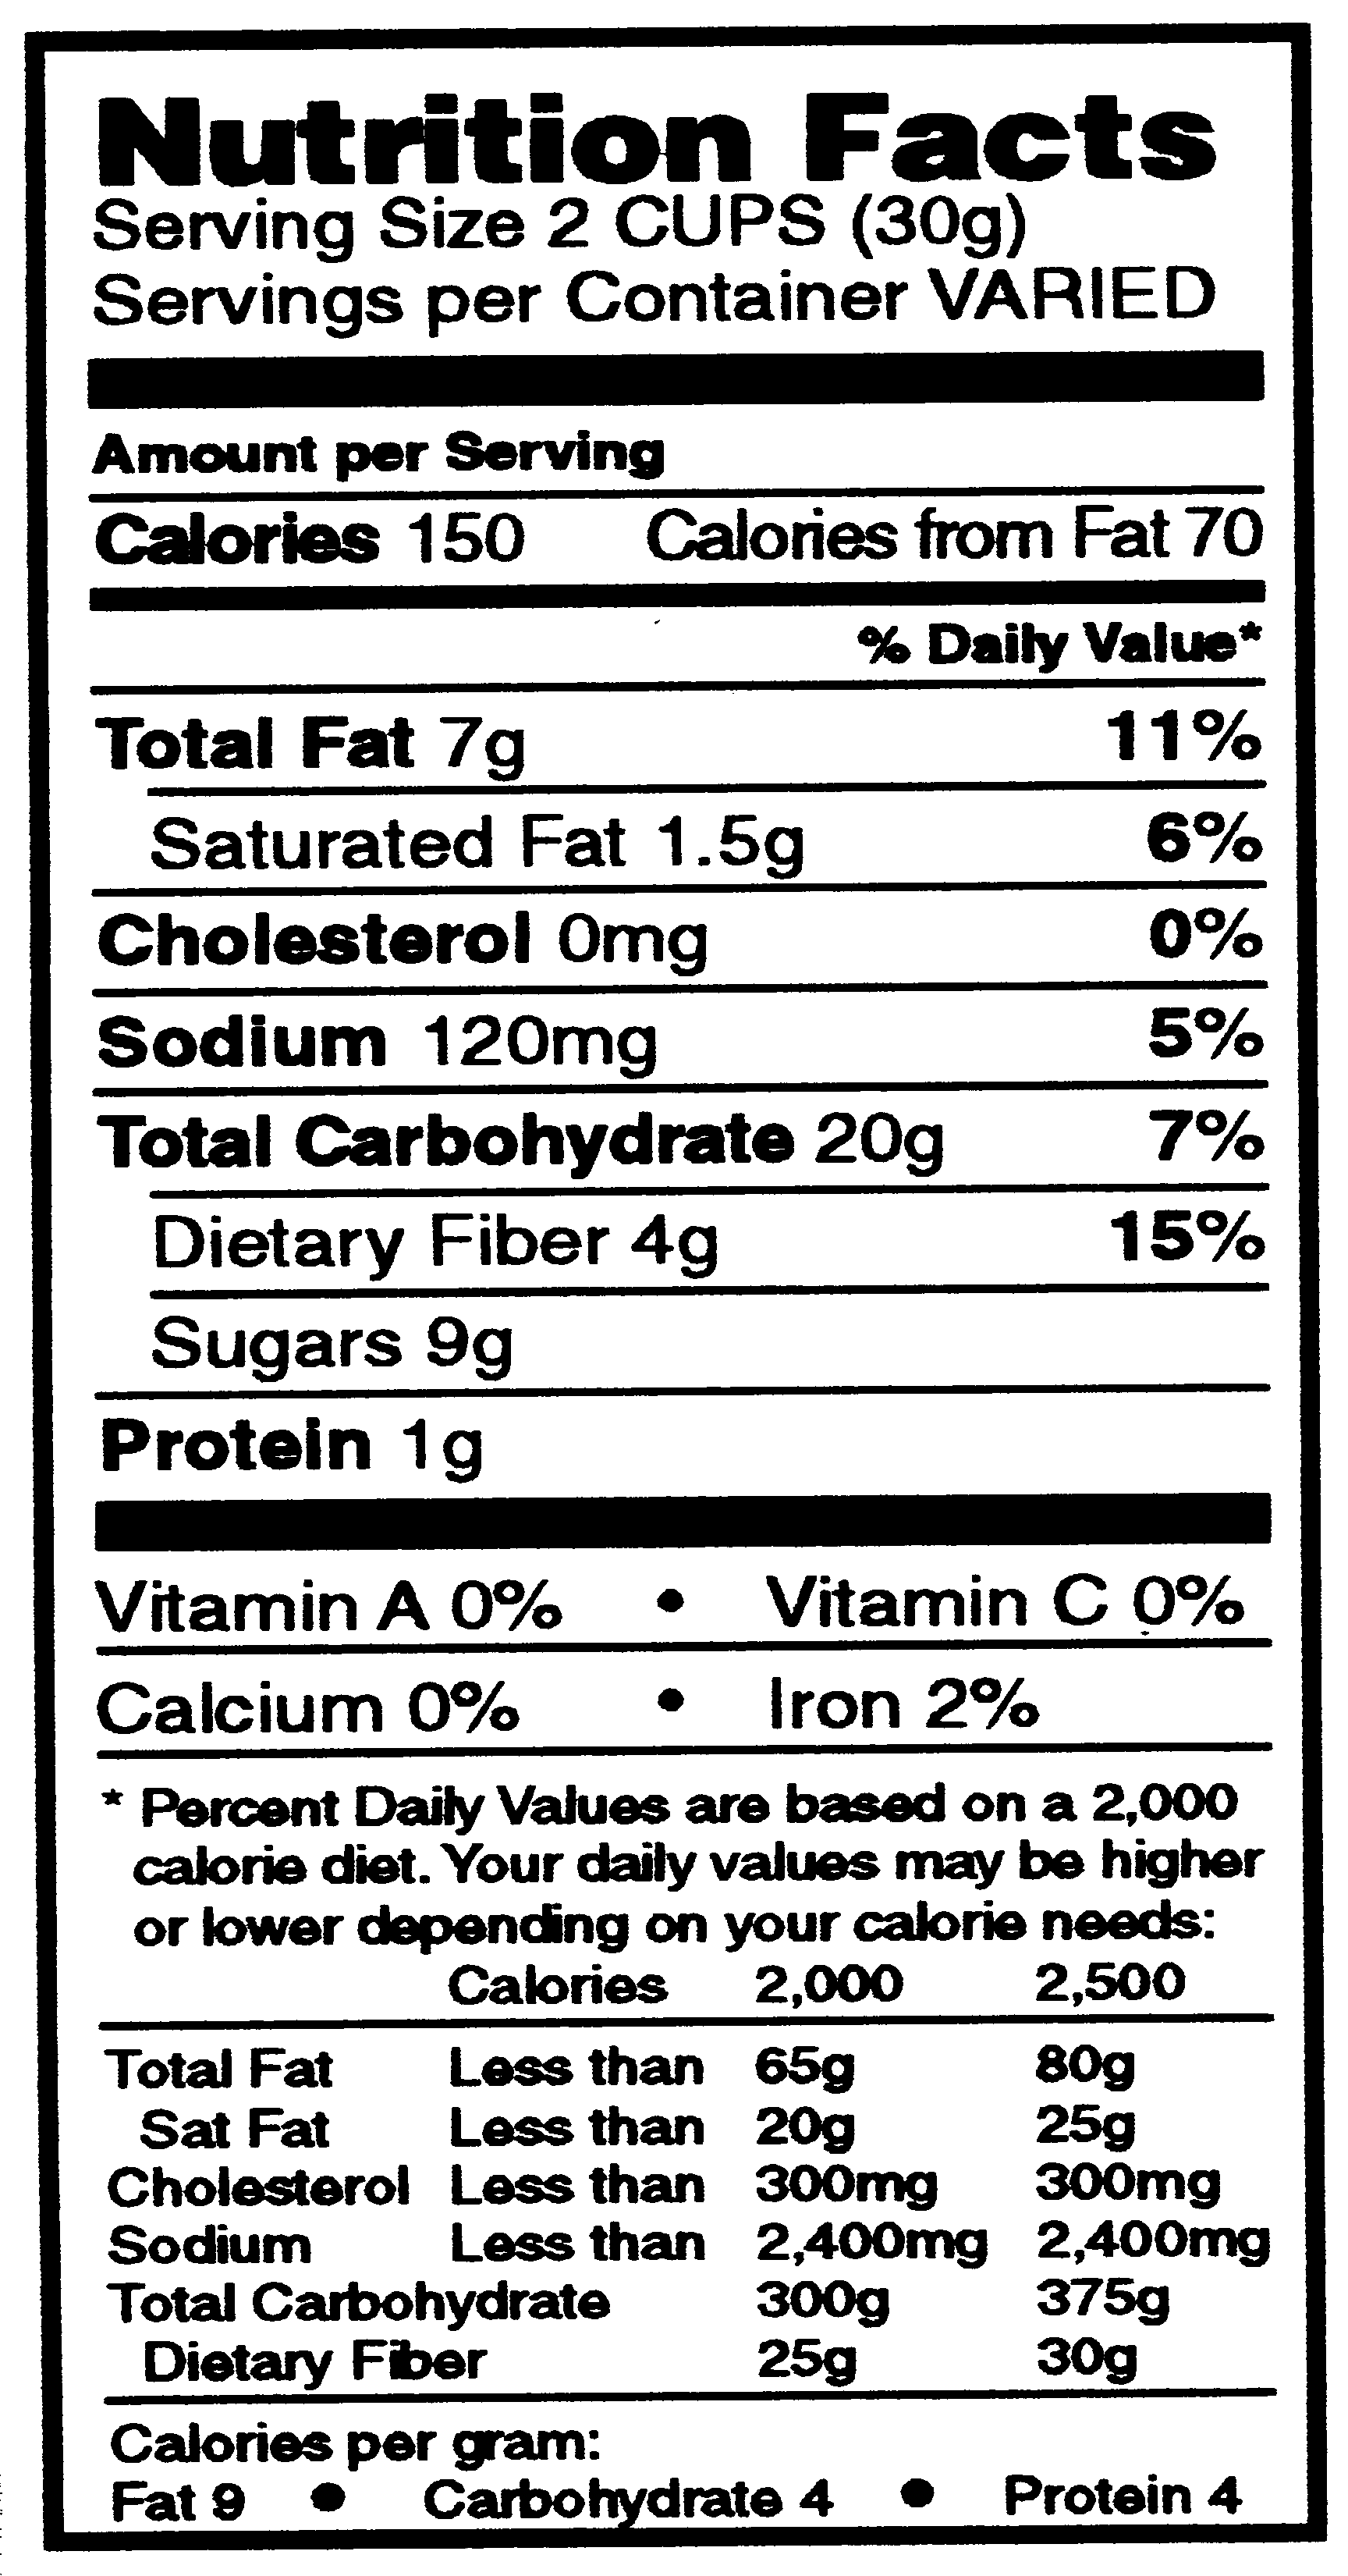 Nutrition Facts
Serving Size 2 CUPS (30g)
Servings per Container VARIED
Amount per Serving
Calories 150 Calories from Fat 70
% Daily Value*
Total Fat 7g 11%
Saturated Fat 1.5g 6%
Cholesterol 0mg 0%
Sodium 120mg 5%
Total Carbohydrate 20g 7%
Dietary Fiber 4g 15%
Sugars 9g
Protein 1g
Vitamin A 0% • Vitamin C 0%
Calcium 0% • Iron 2%
* Percent Daily Values are based on a 2,000
calorie diet. Your daily values may be higher
or lower depending on your calorie needs:
Calories 2,000 2,500
Total Fat Less than 65g 80g
Sat Fat Less than 20g 25g
Cholesterol Less than 300mg 300mg
Sodium Less than 2,400mg 2,400mg
Total Carbohydrate 300g 375g
Dietary Fiber 25g 30g
Calories per gram:
Fat 9 • Carbohydrate 4 • Protein 4